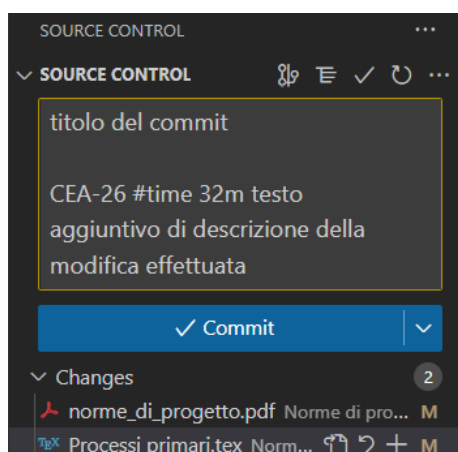 SOURCE CONTROL
SOURCE CONTROL
titolo del commit
CEA-26 #time 32m testo
aggiuntivo di descrizione della
modifica effettuata
Commit
Changes 2
norme_di_progetto.pdf Norme di pro... M
TEX Processi primari.tex Norm... M